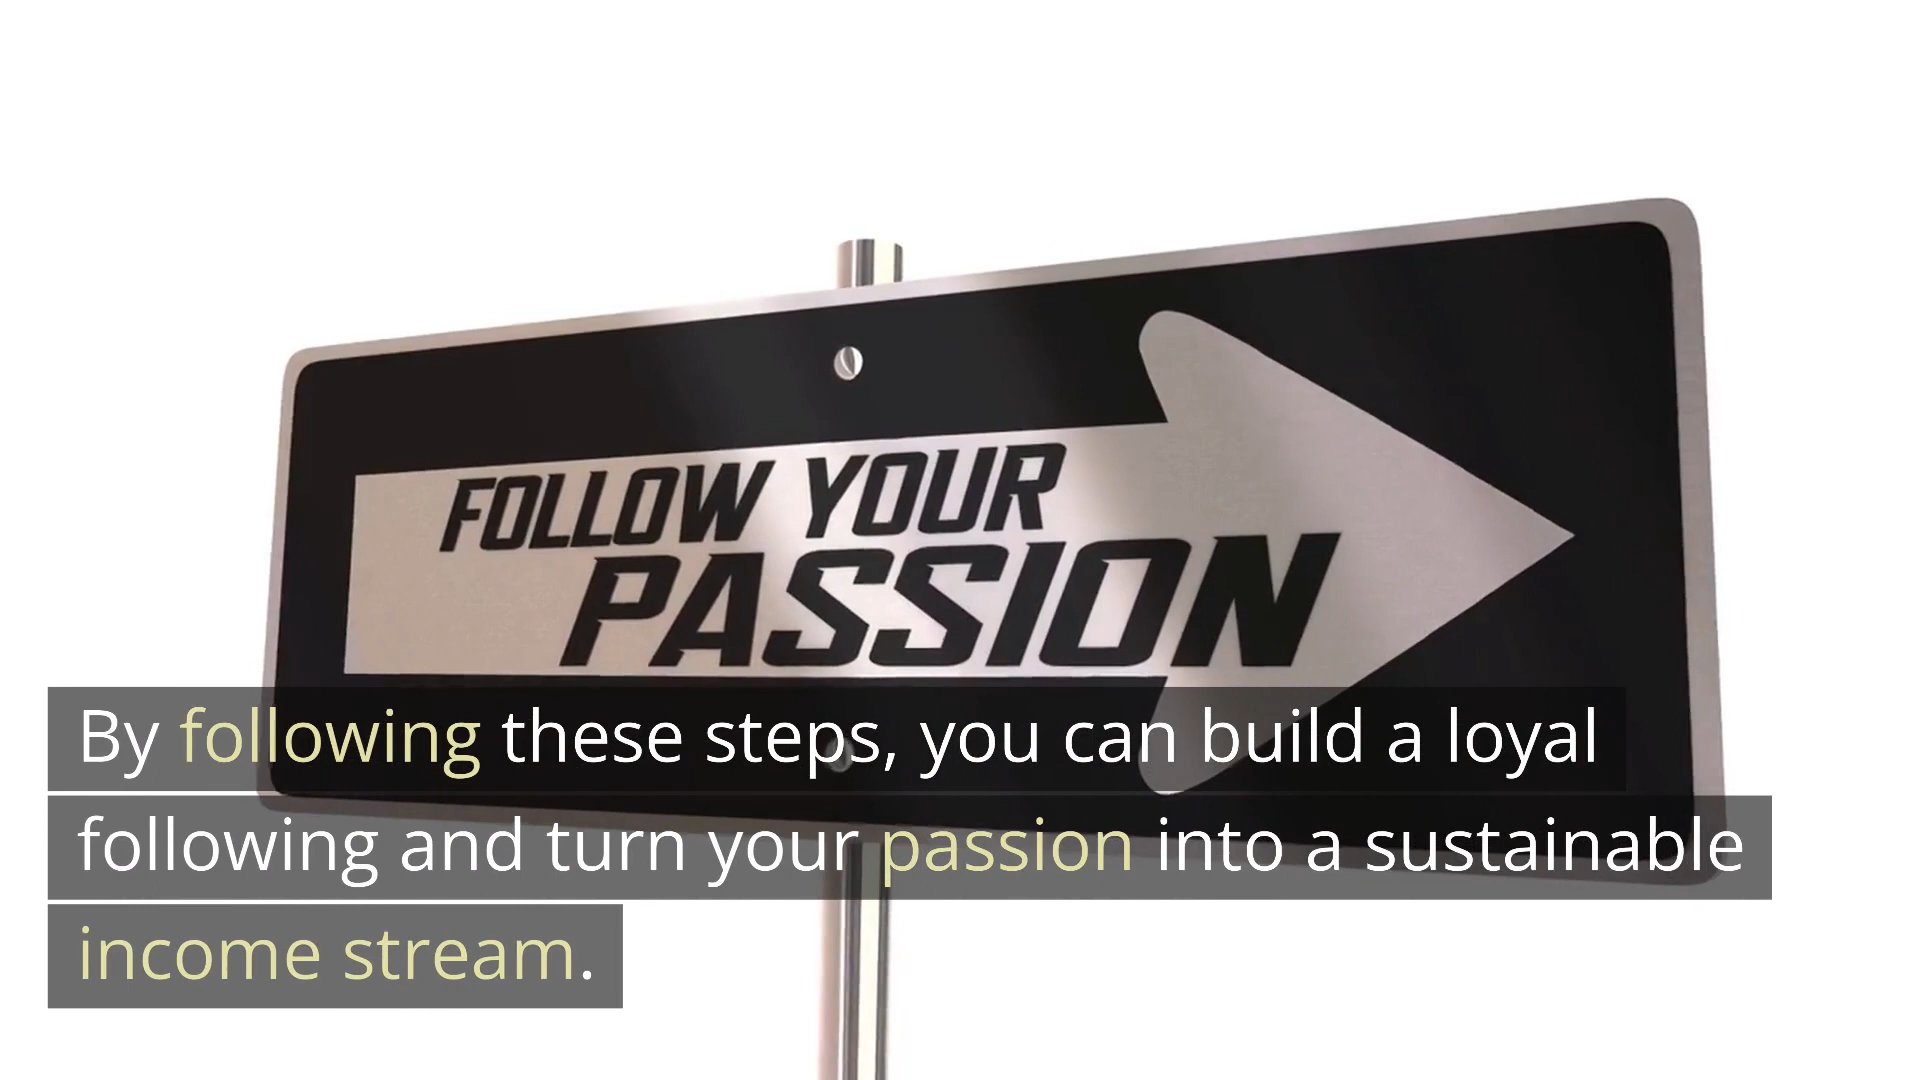 FOLLOW YOUR
PASSION
By following these steps, you can build a loyal
following and turn your passion into a sustainable
income stream.